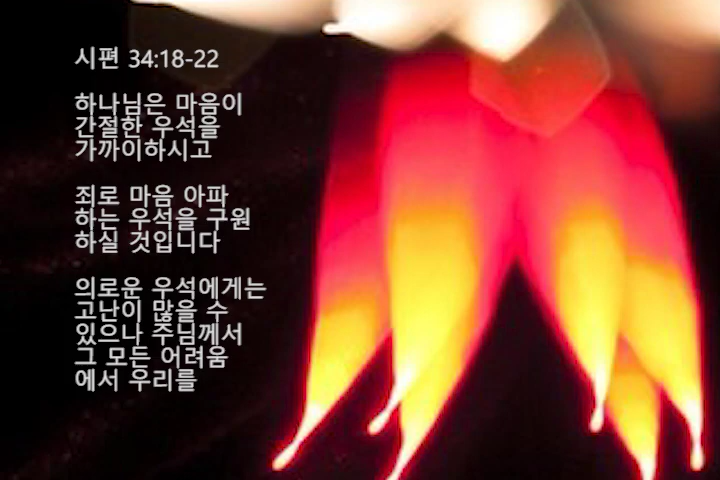 시편 34:18-22
하나님은 마음이
간절한 우석을
가까이하시고
죄로 마음 아파
하는 우석을 구원
하실 것입니다
의로운 우석에게는
고난이 많을 수
있으나 주님께서
그 모든 어려움
에서 우리를